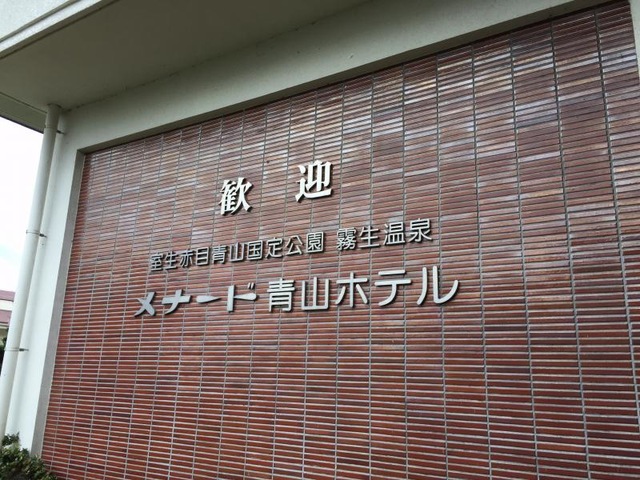 歓迎
室生赤目青山国定公園 霧生温泉
メナード青山ホテル